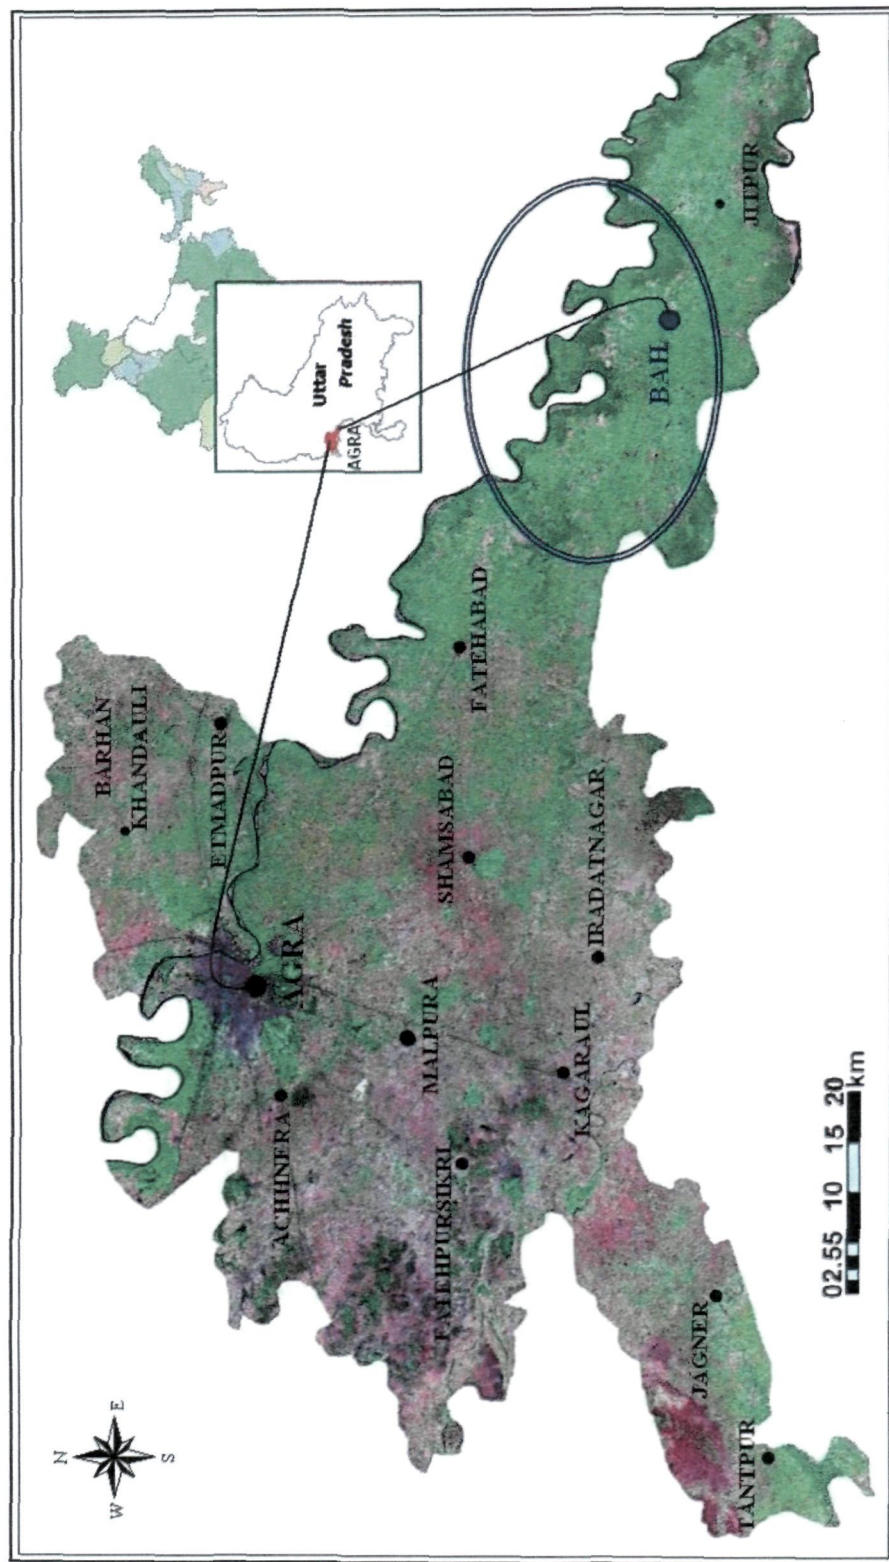 N
W E
S
BARHAN
KHANDAULI
ETMADPUR
Uttar
Pradesh
AGRA
AGRA
ACHHNERA
MALPURA
FATEHPURSIKRI
SHAMSABAD
FATEHABAD
KAGARAUL
IRADATNAGAR
BAH
JITPUR
JAGNER
TANTPUR
02.55 10 15 20
km